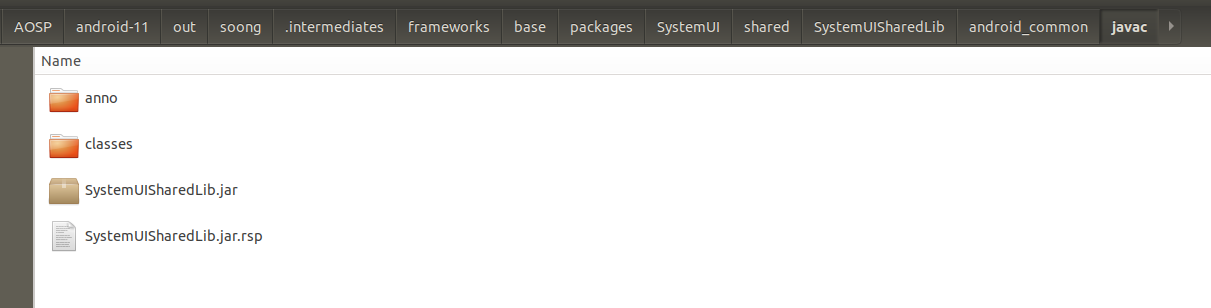 AOSP android-11 out soong .intermediates frameworks base packages SystemUI shared SystemUISharedLib android_common javac
Name
anno
classes
SystemUISharedLib.jar
SystemUISharedLib.jar.rsp